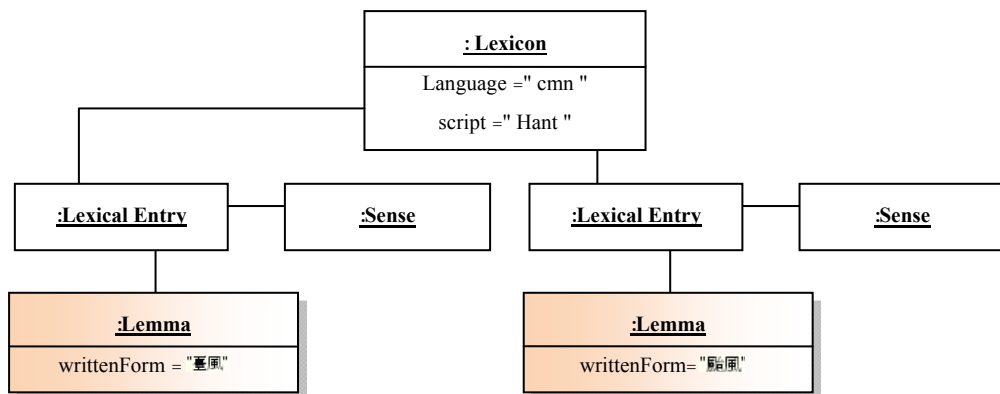 : Lexicon
Language =" cmn "
script =" Hant "
:Lexical Entry
:Sense
:Lexical Entry
:Sense
:Lemma
writtenForm = "臺風"
:Lemma
writtenForm= "颱風"